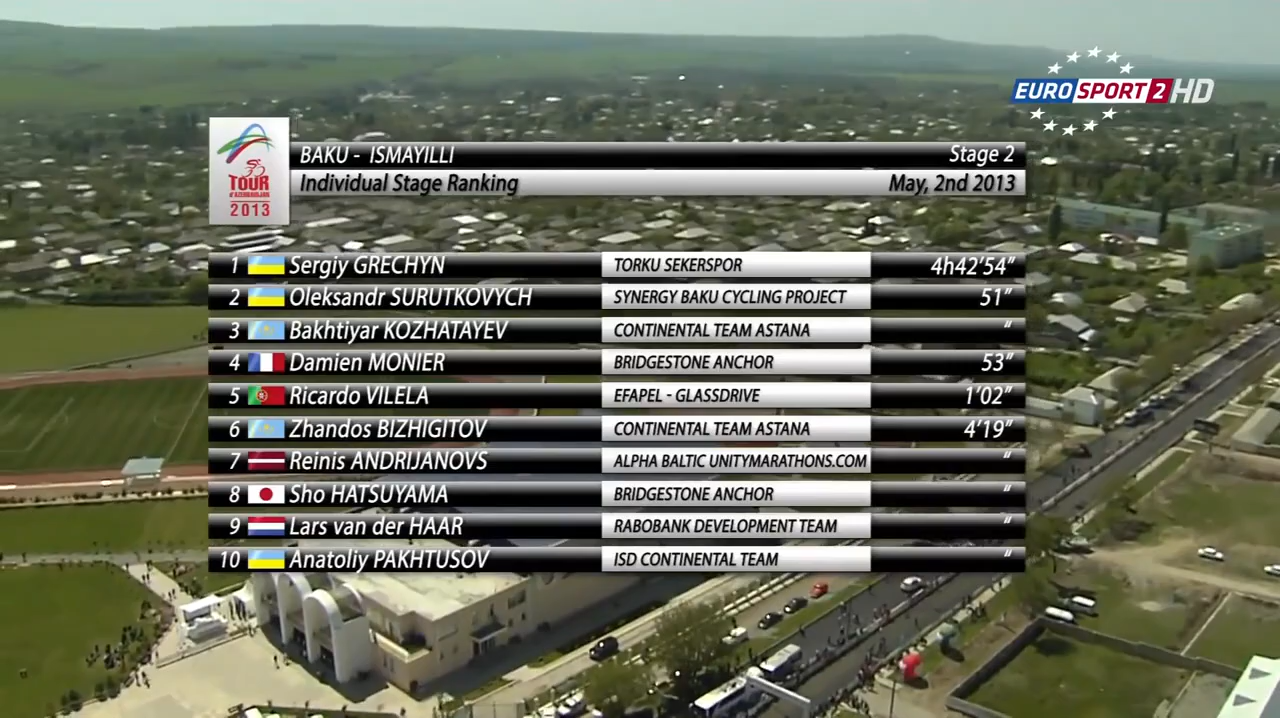 EUROSPORT 2 HD
BAKU - ISMAYILLI Stage 2
Individual Stage Ranking May, 2nd 2013
TOUR
d'AZERBAÏDJAN
2013
1 Sergiy GRECHYN TORKU SEKERSPOR 4h42'54"
2 Oleksandr SURUTKOVYCH SYNERGY BAKU CYCLING PROJECT 51"
3 Bakhtiyar KOZHATAYEV CONTINENTAL TEAM ASTANA "
4 Damien MONIER BRIDGESTONE ANCHOR 53"
5 Ricardo VILELA EFAPEL - GLASSDRIVE 1'02"
6 Zhandos BIZHIGITOV CONTINENTAL TEAM ASTANA 4'19"
7 Reinis ANDRIJANOVS ALPHA BALTIC UNITYMARATHONS.COM "
8 Sho HATSUYAMA BRIDGESTONE ANCHOR "
9 Lars van der HAAR RABOBANK DEVELOPMENT TEAM "
10 Anatoliy PAKHTUSOV ISD CONTINENTAL TEAM "